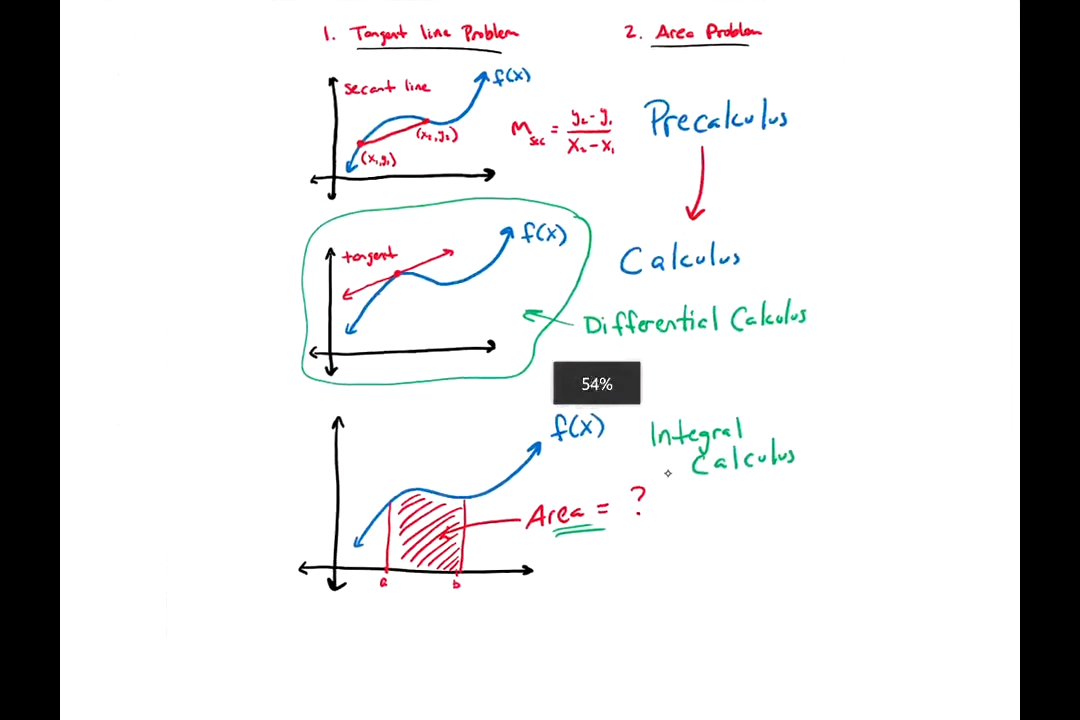 1. Tangent line Problem
2. Area Problem
secant line
f(x)
(x₁,y₁)
(x₂,y₂)
Msec = y₂-y₁ / x₂-x₁
Precalculus
tangent
f(x)
Calculus
Differential Calculus
54%
f(x)
Integral
Calculus
Area = ?
a
b